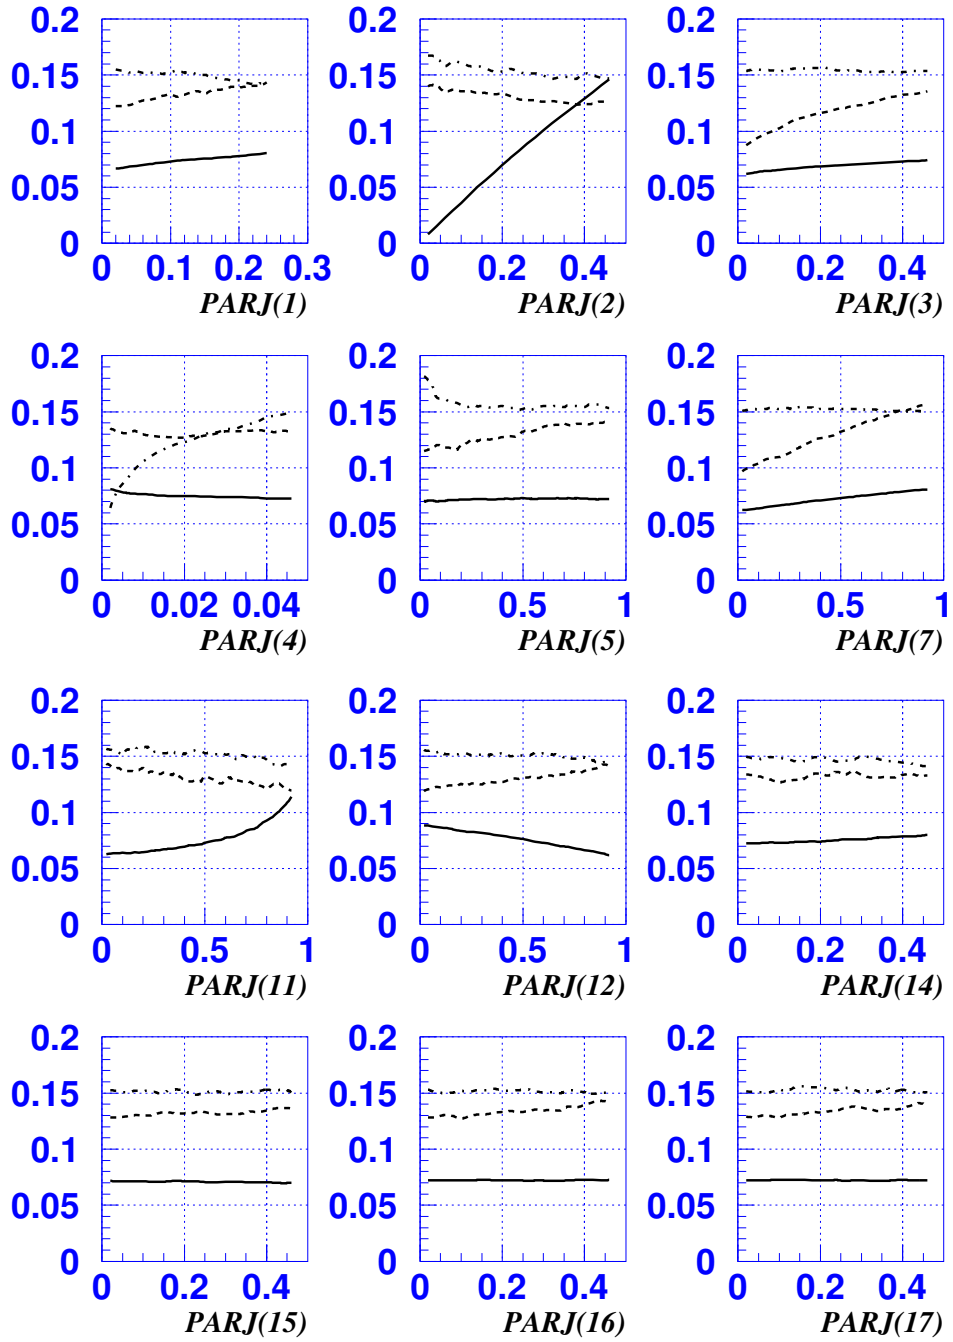 0.2 0.2 0.2
0.15 0.15 0.15
0.1 0.1 0.1
0.05 0.05 0.05
0 0 0
0 0.1 0.2 0.3 0 0.2 0.4 0 0.2 0.4
PARJ(1) PARJ(2) PARJ(3)
0.2 0.2 0.2
0.15 0.15 0.15
0.1 0.1 0.1
0.05 0.05 0.05
0 0 0
0 0.02 0.04 0 0.5 1 0 0.5 1
PARJ(4) PARJ(5) PARJ(7)
0.2 0.2 0.2
0.15 0.15 0.15
0.1 0.1 0.1
0.05 0.05 0.05
0 0 0
0 0.5 1 0 0.5 1 0 0.2 0.4
PARJ(11) PARJ(12) PARJ(14)
0.2 0.2 0.2
0.15 0.15 0.15
0.1 0.1 0.1
0.05 0.05 0.05
0 0 0
0 0.2 0.4 0 0.2 0.4 0 0.2 0.4
PARJ(15) PARJ(16) PARJ(17)